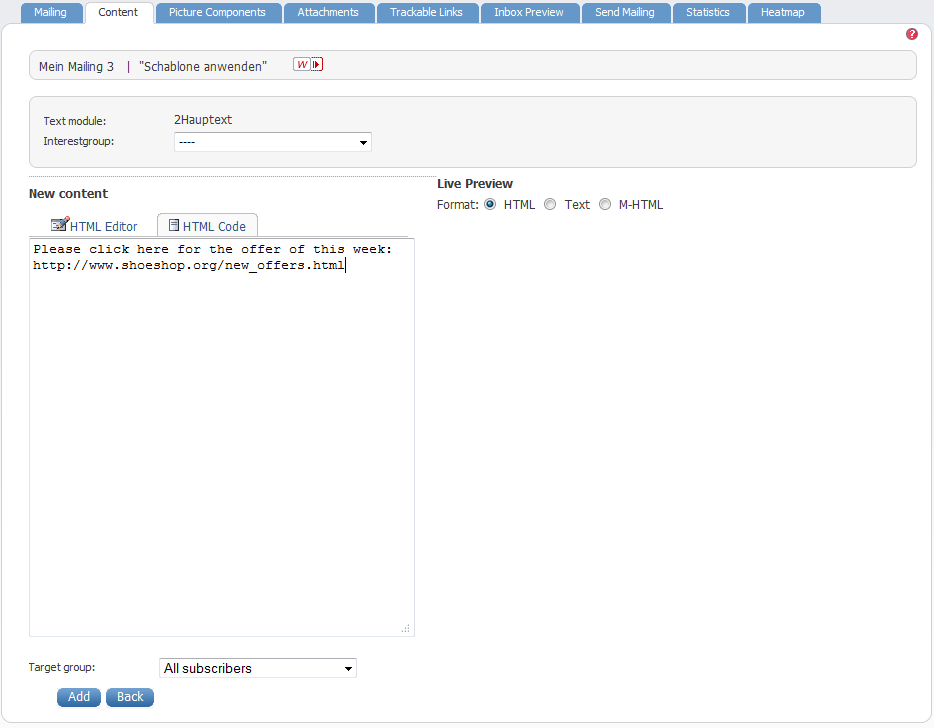 Mailing Content Picture Components Attachments Trackable Links Inbox Preview Send Mailing Statistics Heatmap
?
Mein Mailing 3 | "Schablone anwenden" W
Text module: 2Hauptext
Interestgroup: ----
Live Preview
New content
Format: HTML Text M-HTML
HTML Editor HTML Code
Please click here for the offer of this week:
http://www.shoeshop.org/new_offers.html
Target group: All subscribers
Add Back